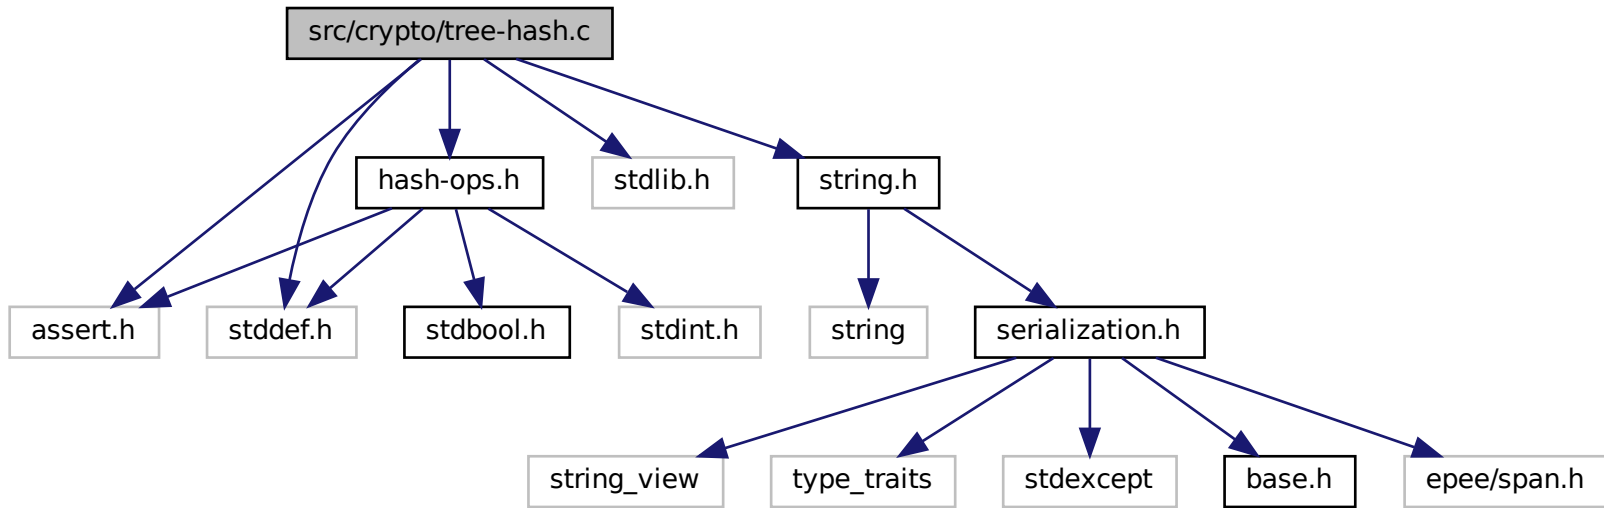 src/crypto/tree-hash.c
hash-ops.h
stdlib.h
string.h
assert.h
stddef.h
stdbool.h
stdint.h
string
serialization.h
string_view
type_traits
stdexcept
base.h
epee/span.h